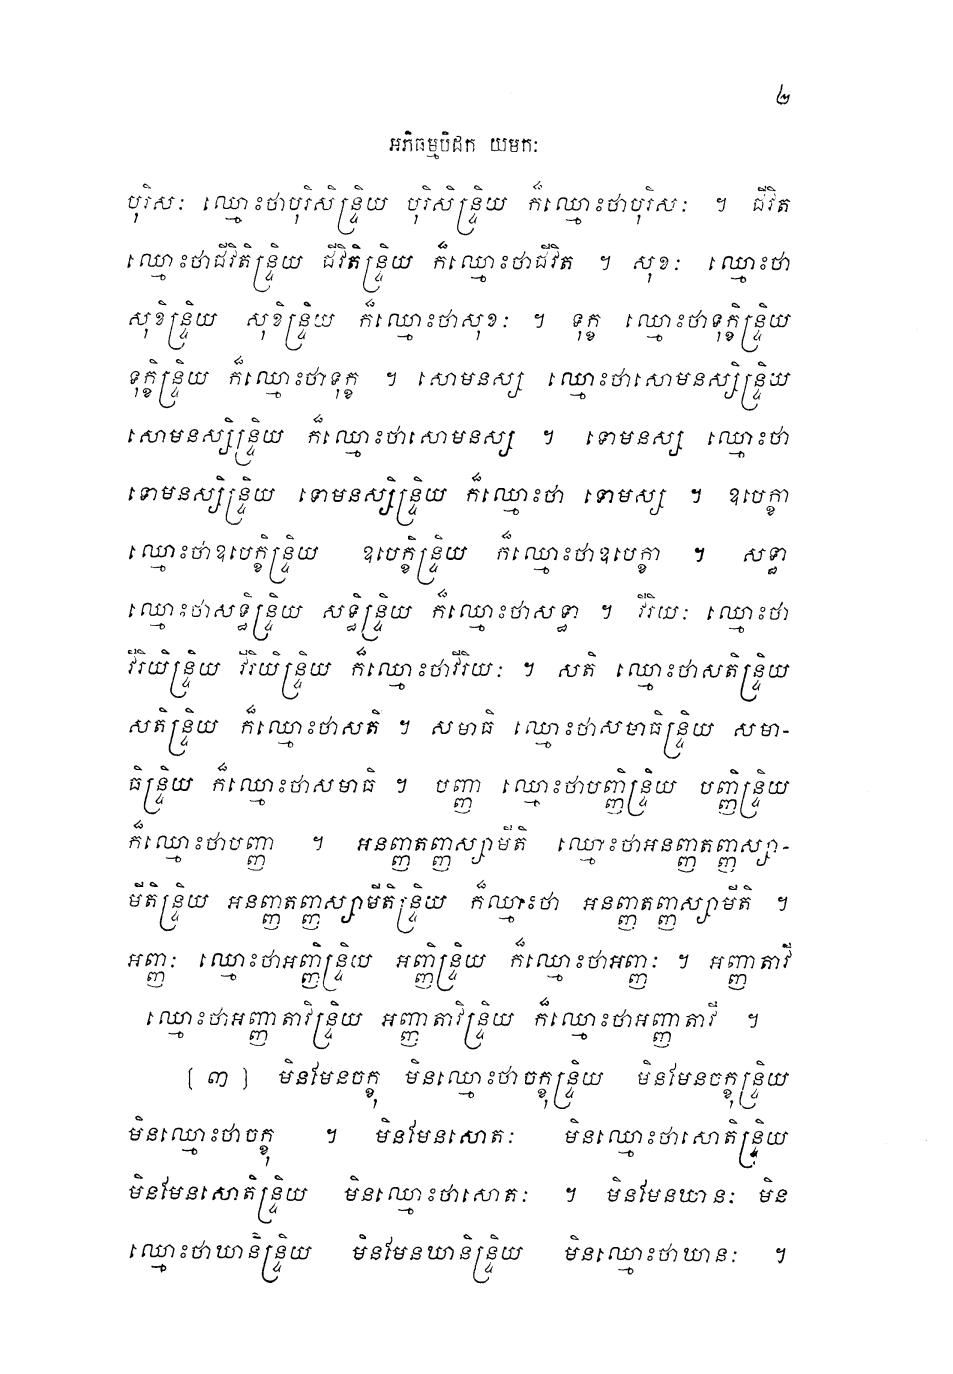 ២
អភិធម្មបិដក យមកៈ
បុរិសៈ ឈ្មោះថាបុរិសិន្ទ្រិយ បុរិសិន្ទ្រិយ ក៏ឈ្មោះថាបុរិសៈ ។ ជីវិត
ឈ្មោះថាជីវិតិន្ទ្រិយ ជីវិតិន្ទ្រិយ ក៏ឈ្មោះថាជីវិត ។ សុខៈ ឈ្មោះថា
សុខិន្ទ្រិយ សុខិន្ទ្រិយ ក៏ឈ្មោះថាសុខៈ ។ ទុក្ខ ឈ្មោះថាទុក្ខិន្ទ្រិយ
ទុក្ខិន្ទ្រិយ ក៏ឈ្មោះថាទុក្ខ ។ សោមនស្ស ឈ្មោះថាសោមនស្សិន្ទ្រិយ
សោមនស្សិន្ទ្រិយ ក៏ឈ្មោះថាសោមនស្ស ។ ទោមនស្ស ឈ្មោះថា
ទោមនស្សិន្ទ្រិយ ទោមនស្សិន្ទ្រិយ ក៏ឈ្មោះថា ទោមស្ស ។ ឧបេក្ខា
ឈ្មោះថាឧបេក្ខិន្ទ្រិយ ឧបេក្ខិន្ទ្រិយ ក៏ឈ្មោះថាឧបេក្ខា ។ សទ្ធា
ឈ្មោះថាសទ្ធិន្ទ្រិយ សទ្ធិន្ទ្រិយ ក៏ឈ្មោះថាសទ្ធា ។ វីរិយៈ ឈ្មោះថា
វីរិយិន្ទ្រិយ វីរិយិន្ទ្រិយ ក៏ឈ្មោះថាវីរិយៈ ។ សតិ ឈ្មោះថាសតិន្ទ្រិយ
សតិន្ទ្រិយ ក៏ឈ្មោះថាសតិ ។ សមាធិ ឈ្មោះថាសមាធិន្ទ្រិយ សមា-
ធិន្ទ្រិយ ក៏ឈ្មោះថាសមាធិ ។ បញ្ញា ឈ្មោះថាបញ្ញិន្ទ្រិយ បញ្ញិន្ទ្រិយ
ក៏ឈ្មោះថាបញ្ញា ។ អនញ្ញតញ្ញស្សាមីតិ ឈ្មោះថាអនញ្ញតញ្ញស្សា-
មីតិន្ទ្រិយ អនញ្ញតញ្ញស្សាមីតិន្ទ្រិយ ក៏ឈ្មោះថា អនញ្ញតញ្ញស្សាមីតិ ។
អញ្ញៈ ឈ្មោះថាអញ្ញិន្ទ្រិយ អញ្ញិន្ទ្រិយ ក៏ឈ្មោះថាអញ្ញៈ ។ អញ្ញាតាវី
ឈ្មោះថាអញ្ញាតាវិន្ទ្រិយ អញ្ញាតាវិន្ទ្រិយ ក៏ឈ្មោះថាអញ្ញាតាវី ។
[ ៣ ] មិនមែនចក្ខុ មិនឈ្មោះថាចក្ខុន្ទ្រិយ មិនមែនចក្ខុន្ទ្រិយ
មិនឈ្មោះថាចក្ខុ ។ មិនមែនសោតៈ មិនឈ្មោះថាសោតិន្ទ្រិយ
មិនមែនសោតិន្ទ្រិយ មិនឈ្មោះថាសោតៈ ។ មិនមែនឃានៈ មិន
ឈ្មោះថាឃានិន្ទ្រិយ មិនមែនឃានិន្ទ្រិយ មិនឈ្មោះថាឃានៈ ។